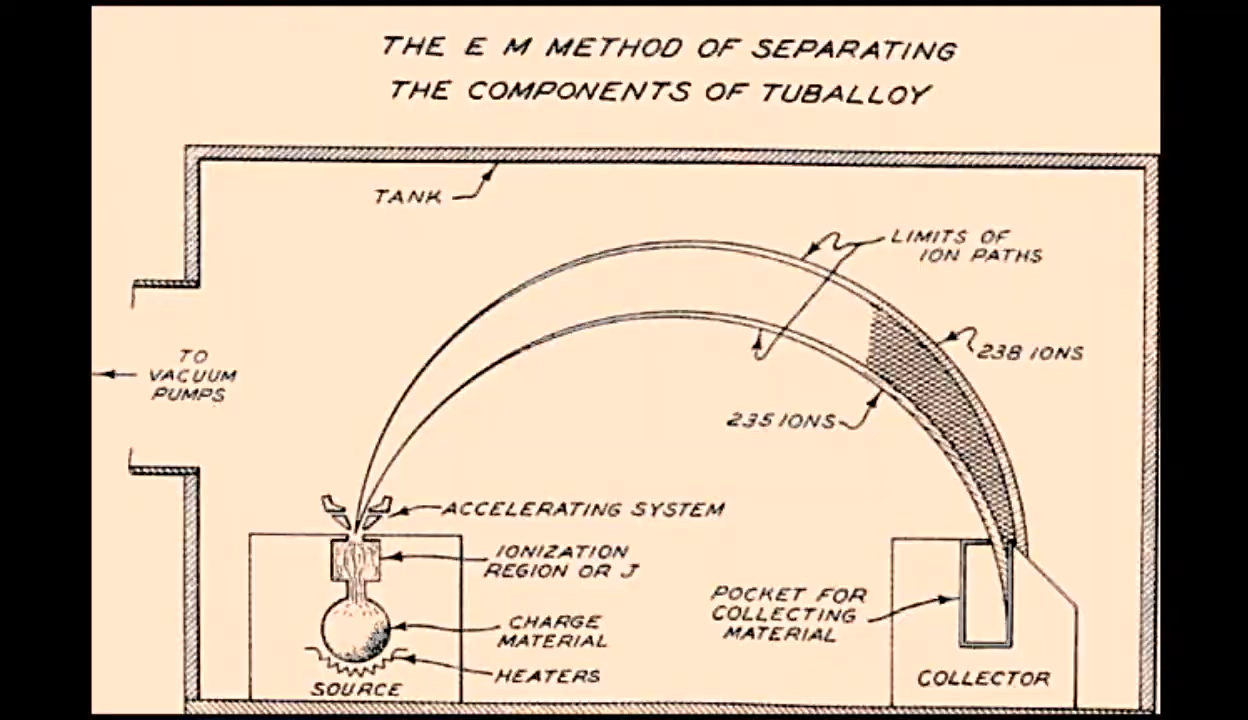 THE E M METHOD OF SEPARATING
THE COMPONENTS OF TUBALLOY
TANK
LIMITS OF
ION PATHS
238 IONS
TO
VACUUM
PUMPS
235 IONS
ACCELERATING SYSTEM
IONIZATION
REGION OR J
POCKET FOR
COLLECTING
MATERIAL
CHARGE
MATERIAL
HEATERS
SOURCE
COLLECTOR